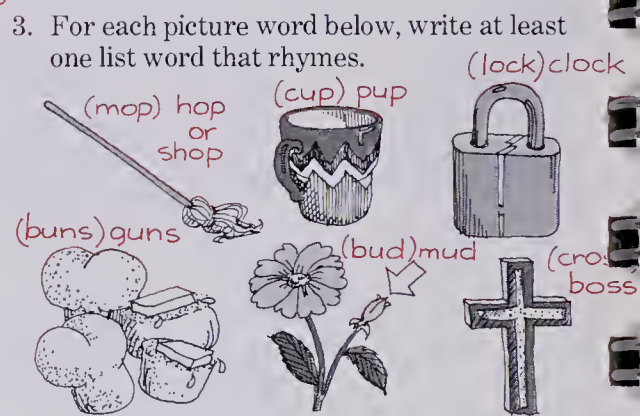 3. For each picture word below, write at least
one list word that rhymes.
(mop) hop
or
shop
(cup) pup
(lock) clock
(buns) guns
(bud) mud
boss